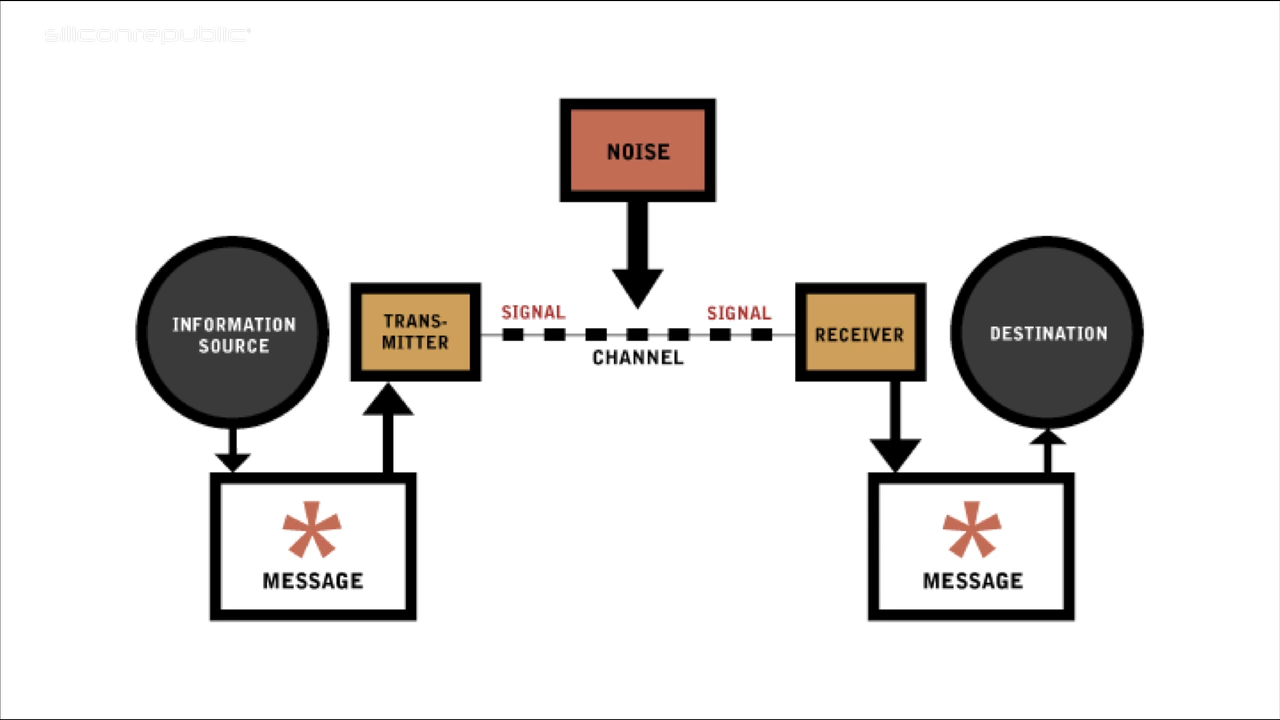 siliconrepublic
NOISE
INFORMATION
SOURCE
TRANS-
MITTER
SIGNAL
SIGNAL
CHANNEL
RECEIVER
DESTINATION
MESSAGE
MESSAGE